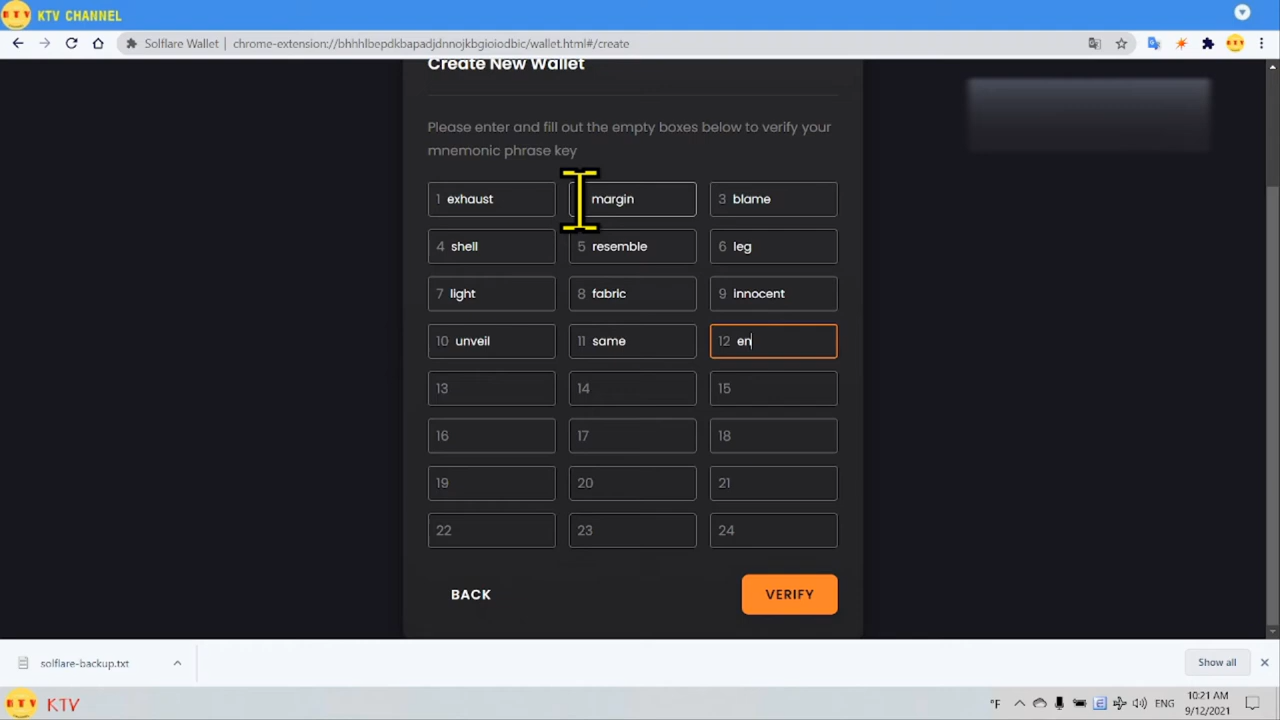 KTV CHANNEL
Solflare Wallet | chrome-extension://bhhhlbepdkbapadjdnnojkbgioiodbic/wallet.html#/create
Create New Wallet
Please enter and fill out the empty boxes below to verify your
mnemonic phrase key
1 exhaust margin 3 blame
4 shell 5 resemble 6 leg
7 light 8 fabric 9 innocent
10 unveil 11 same 12 en
13 14 15
16 17 18
19 20 21
22 23 24
BACK VERIFY
solflare-backup.txt Show all
KTV °F ENG 10:21 AM
9/12/2021